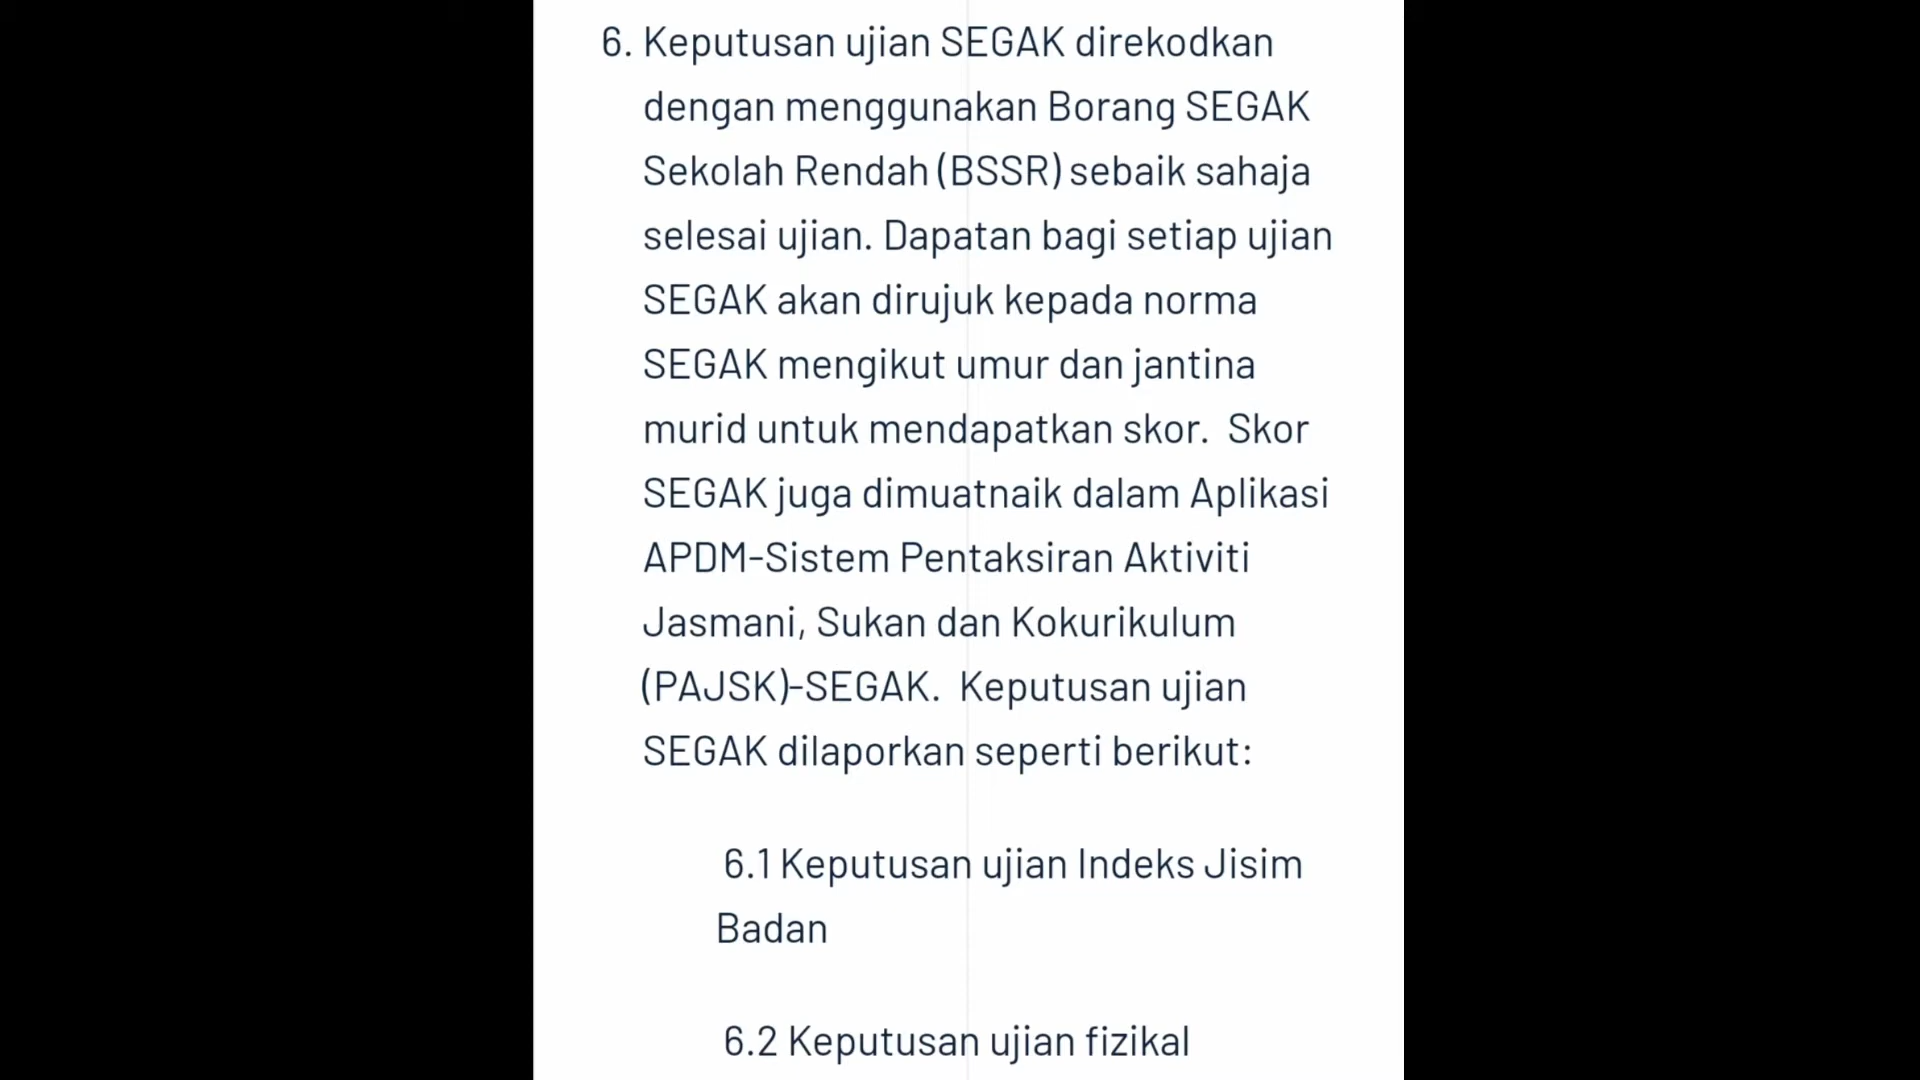 6. Keputusan ujian SEGAK direkodkan
dengan menggunakan Borang SEGAK
Sekolah Rendah (BSSR) sebaik sahaja
selesai ujian. Dapatan bagi setiap ujian
SEGAK akan dirujuk kepada norma
SEGAK mengikut umur dan jantina
murid untuk mendapatkan skor.  Skor
SEGAK juga dimuatnaik dalam Aplikasi
APDM-Sistem Pentaksiran Aktiviti
Jasmani, Sukan dan Kokurikulum
(PAJSK)-SEGAK.  Keputusan ujian
SEGAK dilaporkan seperti berikut:
6.1 Keputusan ujian Indeks Jisim
Badan
6.2 Keputusan ujian fizikal